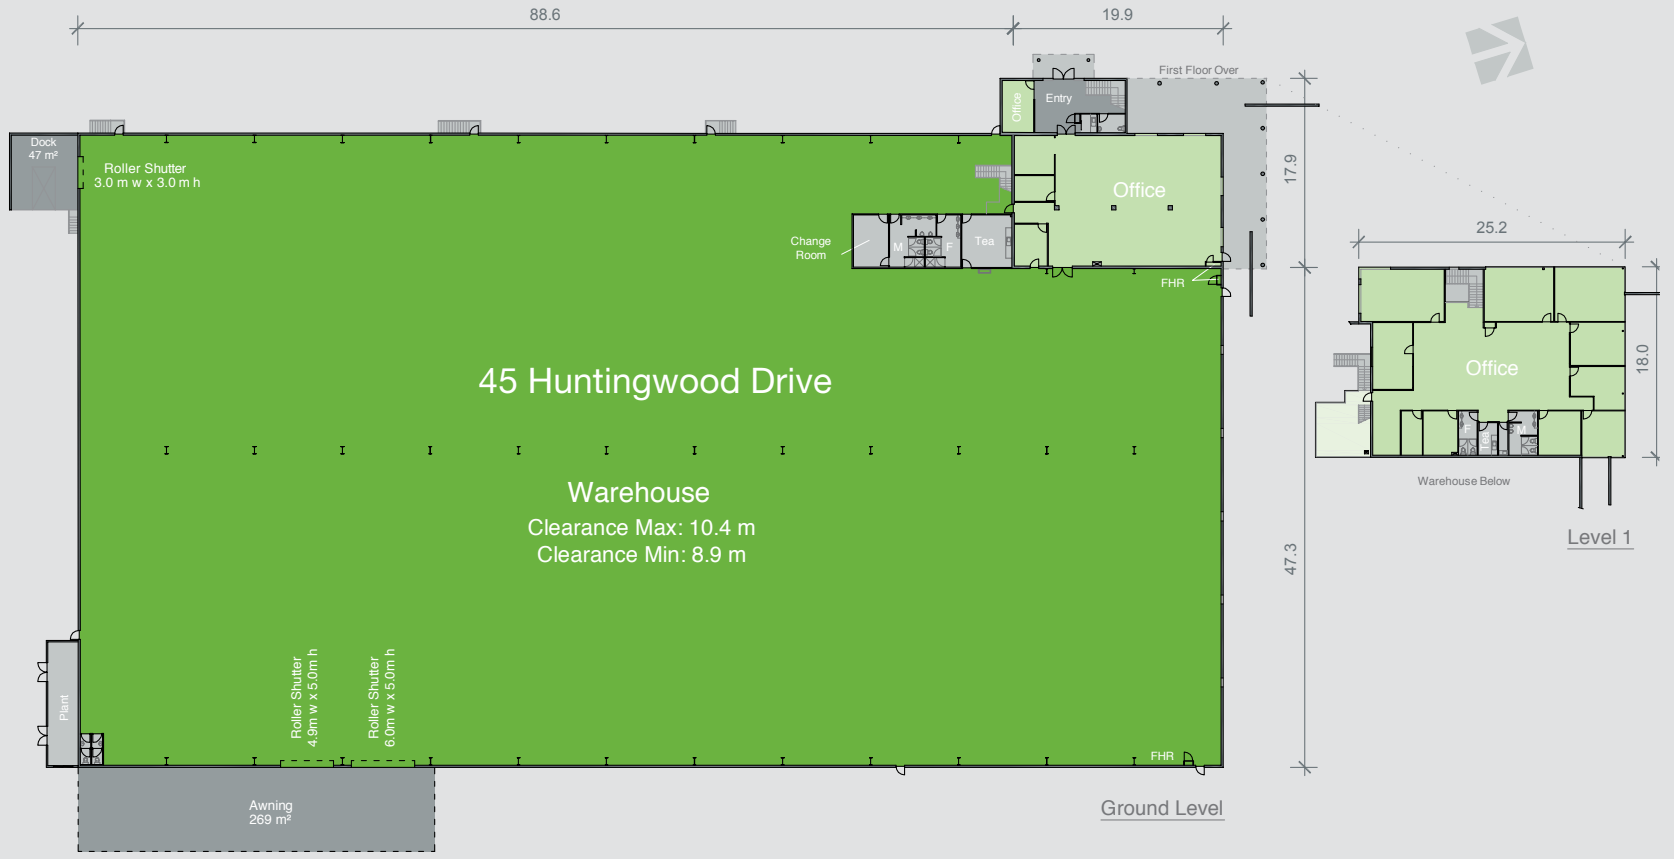 88.6
19.9
First Floor Over
Office
Entry
Dock
47 m²
Roller Shutter
3.0 m w x 3.0 m h
Office
17.9
25.2
Change
Room
M
F
Tea
FHR
45 Huntingwood Drive
Office
18.0
F
Tea
M
Warehouse Below
Warehouse
Clearance Max: 10.4 m
Clearance Min: 8.9 m
Level 1
47.3
Roller Shutter
4.9m w x 5.0m h
Roller Shutter
6.0m w x 5.0m h
Plant
FHR
Awning
269 m²
Ground Level